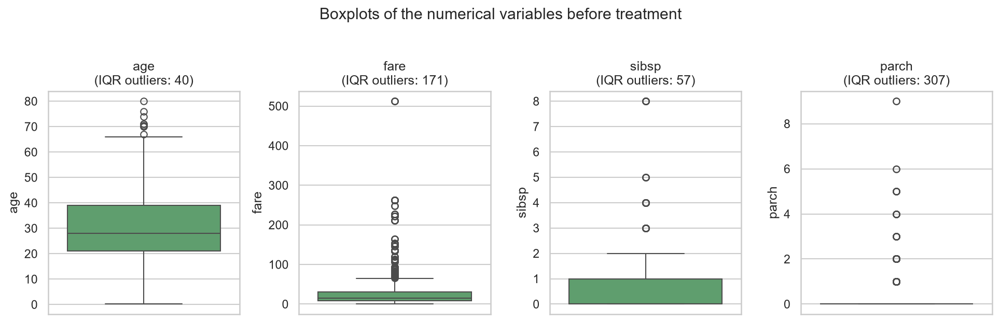 Boxplots of the numerical variables before treatment
age
(IQR outliers: 40)
80
70
60
50
40
30
20
10
0
age
fare
(IQR outliers: 171)
500
400
300
200
100
0
fare
sibsp
(IQR outliers: 57)
8
7
6
5
4
3
2
1
0
sibsp
parch
(IQR outliers: 307)
8
6
4
2
0
parch